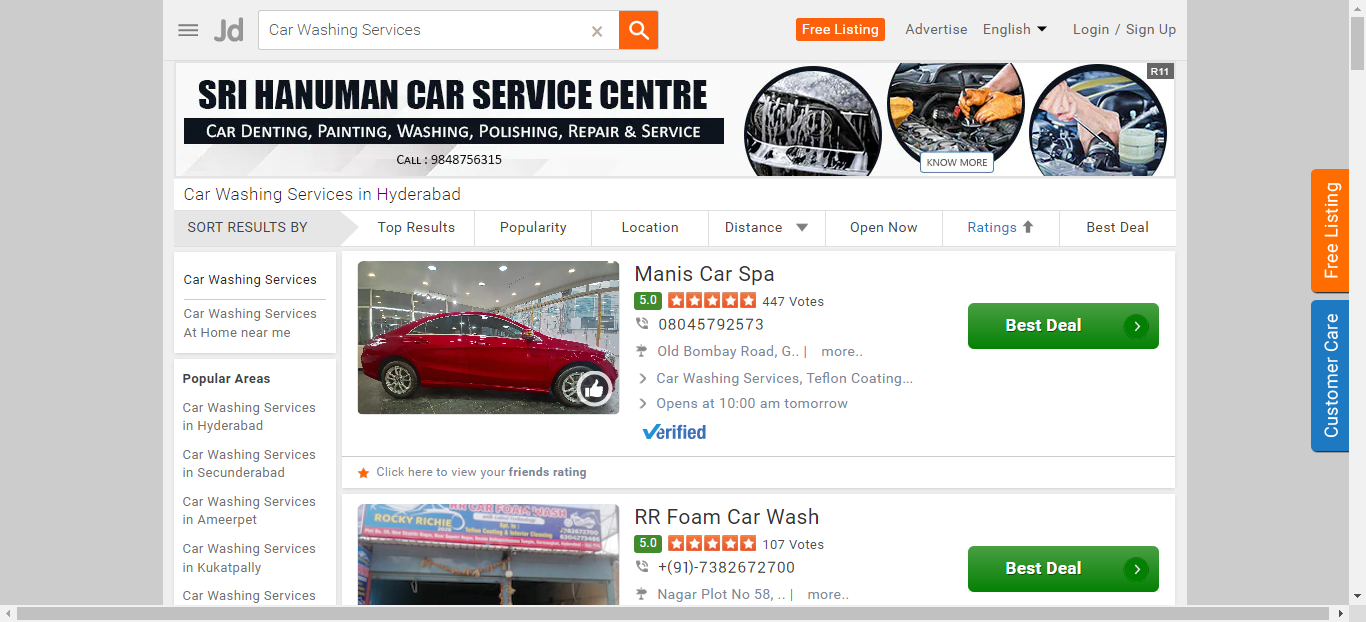 Jd
Car Washing Services
Free Listing
Advertise
English
Login / Sign Up
R11
SRI HANUMAN CAR SERVICE CENTRE
CAR DENTING, PAINTING, WASHING, POLISHING, REPAIR & SERVICE
CALL : 9848756315
KNOW MORE
Car Washing Services in Hyderabad
SORT RESULTS BY
Top Results
Popularity
Location
Distance
Open Now
Ratings
Best Deal
Car Washing Services
Car Washing Services
At Home near me
Popular Areas
Car Washing Services
in Hyderabad
Car Washing Services
in Secunderabad
Car Washing Services
in Ameerpet
Car Washing Services
in Kukatpally
Car Washing Services
Manis Car Spa
5.0
447 Votes
08045792573
Old Bombay Road, G.. | more..
Car Washing Services, Teflon Coating...
Opens at 10:00 am tomorrow
Verified
Best Deal
Click here to view your friends rating
RR CAR FOAM WASH
ROCKY RICHIE
RR Foam Car Wash
5.0
107 Votes
+(91)-7382672700
Nagar Plot No 58, .. | more..
Best Deal
Free Listing
Customer Care